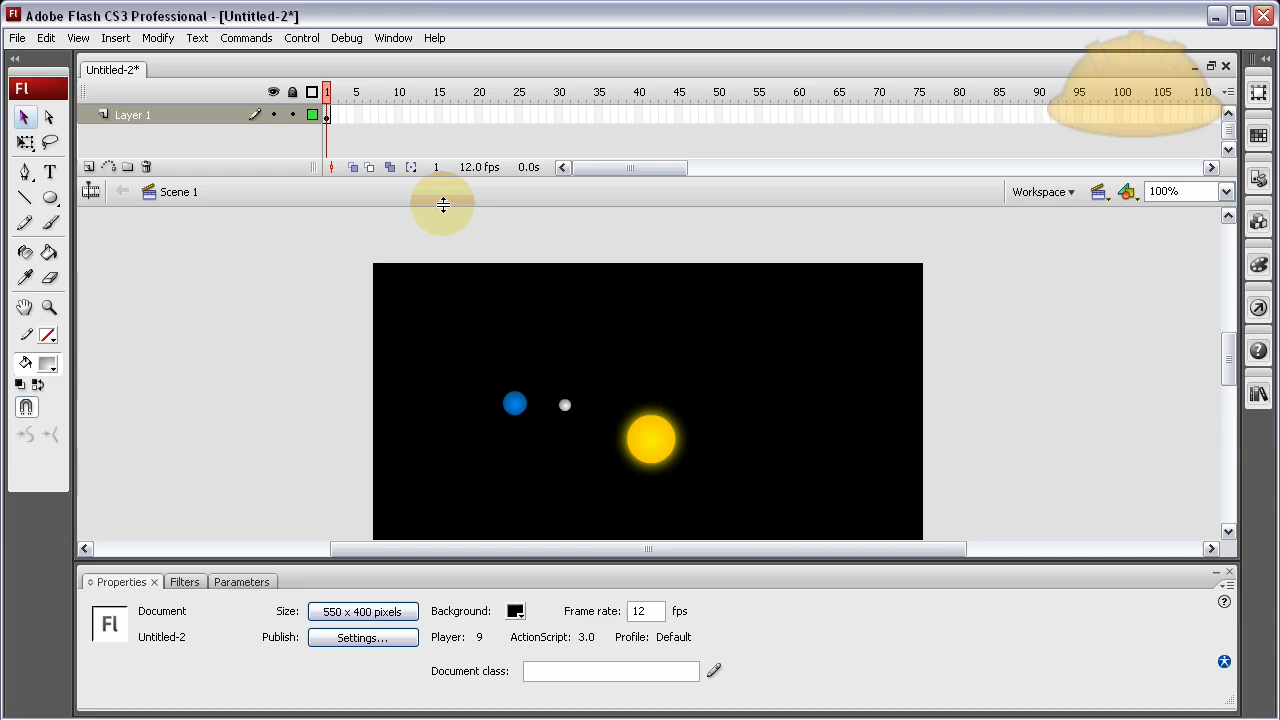 Fl Adobe Flash CS3 Professional - [Untitled-2*]
File Edit View Insert Modify Text Commands Control Debug Window Help
Untitled-2*
Fl
1 5 10 15 20 25 30 35 40 45 50 55 60 65 70 75 80 85 90 95 100 105 110
Layer 1
1 12.0 fps 0.0s
Scene 1 Workspace 100%
Properties Filters Parameters
Fl Document Size: 550 x 400 pixels Background: Frame rate: 12 fps
Untitled-2 Publish: Settings... Player: 9 ActionScript: 3.0 Profile: Default
Document class: